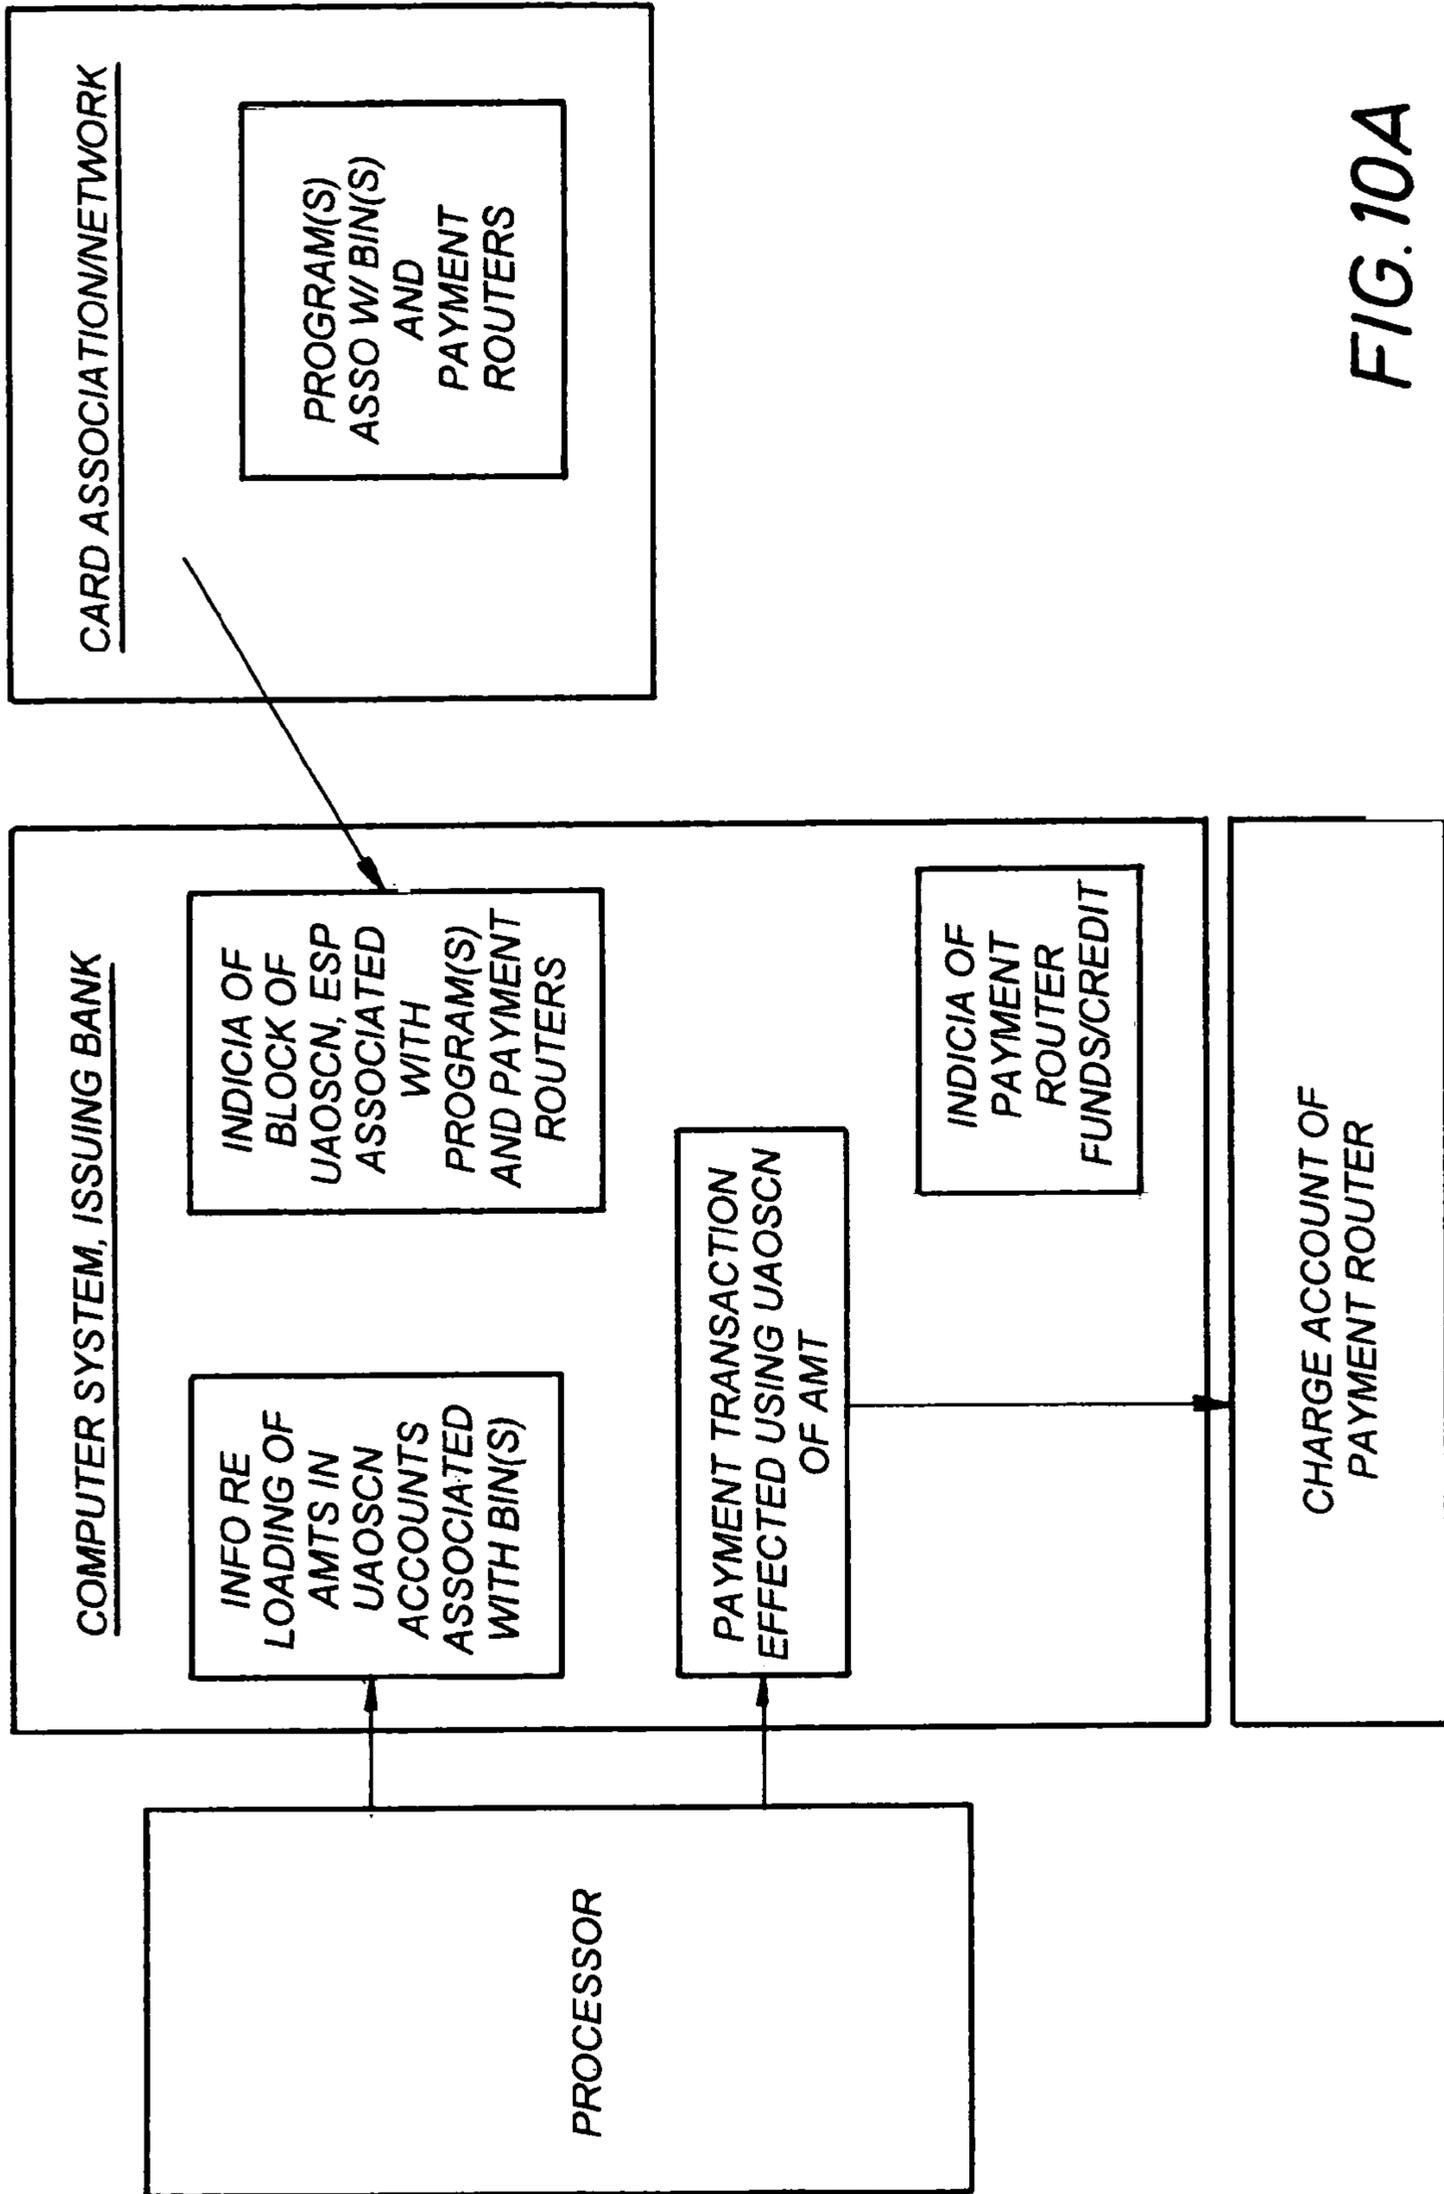 PROCESSOR
COMPUTER SYSTEM, ISSUING BANK
INFO RE
LOADING OF
AMTS IN
UAOSCN
ACCOUNTS
ASSOCIATED
WITH BIN(S)
INDICIA OF
BLOCK OF
UAOSCN, ESP
ASSOCIATED
WITH
PROGRAM(S)
AND PAYMENT
ROUTERS
PAYMENT TRANSACTION
EFFECTED USING UAOSCN
OF AMT
INDICIA OF
PAYMENT
ROUTER
FUNDS/CREDIT
CHARGE ACCOUNT OF
PAYMENT ROUTER
CARD ASSOCIATION/NETWORK
PROGRAM(S)
ASSO W/ BIN(S)
AND
PAYMENT
ROUTERS
FIG. 10A